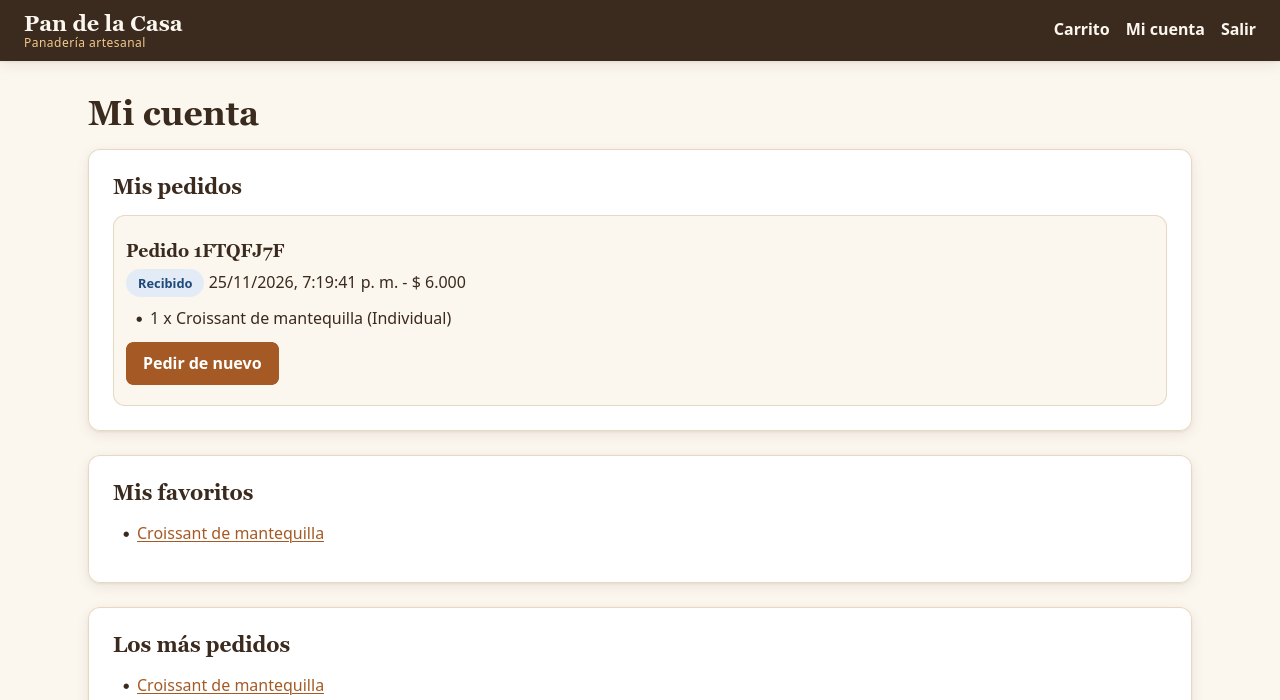 Pan de la Casa
Panadería artesanal
Carrito Mi cuenta Salir
Mi cuenta
Mis pedidos
Pedido 1FTQFJ7F
Recibido 25/11/2026, 7:19:41 p. m. - $ 6.000
• 1 x Croissant de mantequilla (Individual)
Pedir de nuevo
Mis favoritos
• Croissant de mantequilla
Los más pedidos
• Croissant de mantequilla